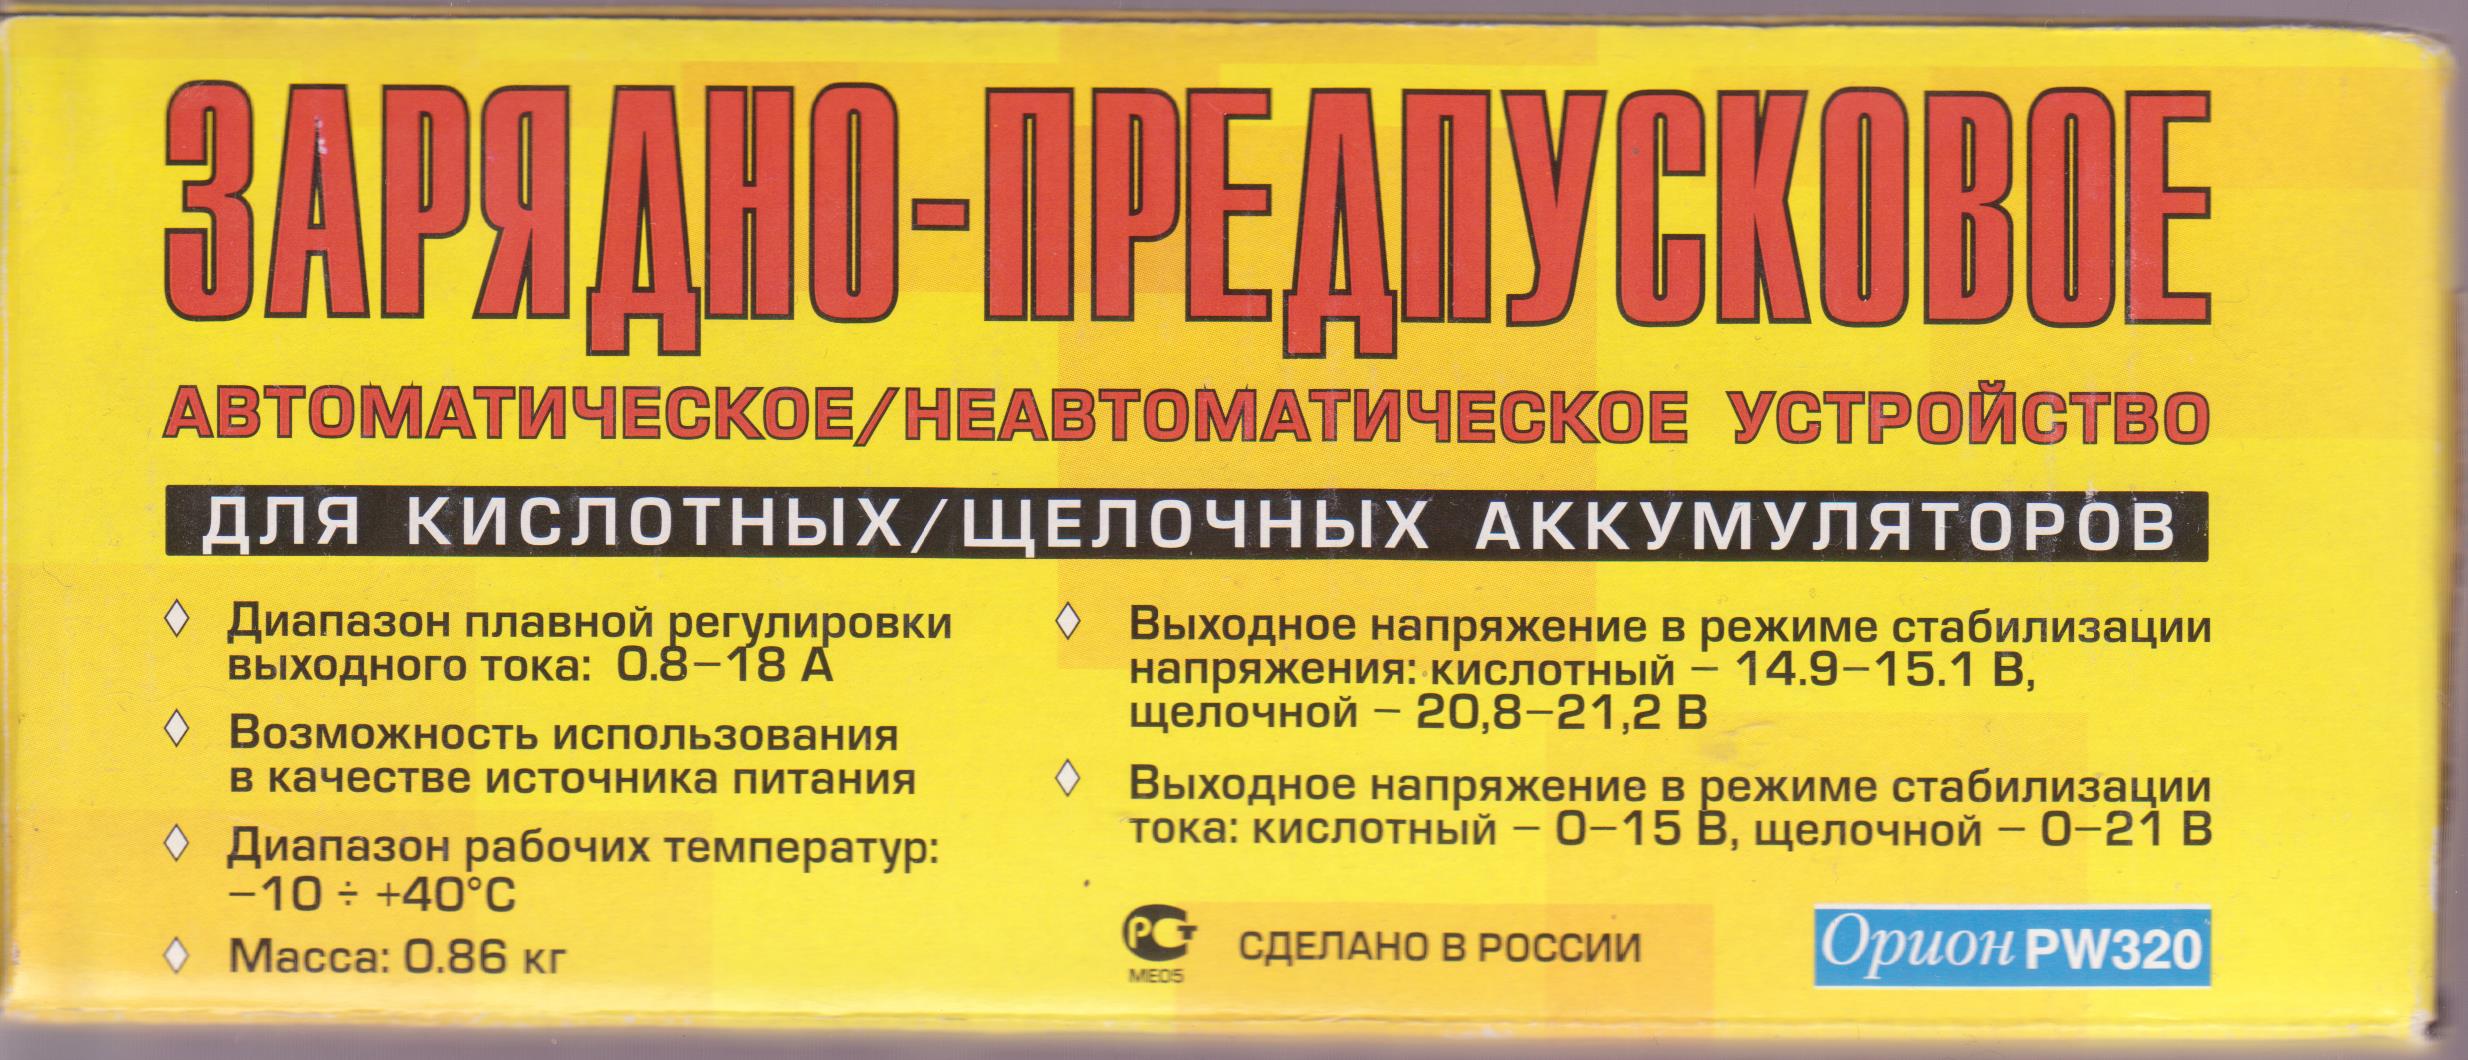 ЗАРЯДНО-ПРЕДПУСКОВОЕ
АВТОМАТИЧЕСКОЕ/НЕАВТОМАТИЧЕСКОЕ УСТРОЙСТВО
ДЛЯ КИСЛОТНЫХ/ЩЕЛОЧНЫХ АККУМУЛЯТОРОВ
Диапазон плавной регулировки
выходного тока: 0.8–18 А
Возможность использования
в качестве источника питания
Диапазон рабочих температур:
–10 ÷ +40°С
Масса: 0.86 кг
Выходное напряжение в режиме стабилизации
напряжения: кислотный – 14.9–15.1 В,
щелочной – 20,8–21,2 В
Выходное напряжение в режиме стабилизации
тока: кислотный – 0–15 В, щелочной – 0–21 В
РСТ
МЕ05
СДЕЛАНО В РОССИИ
Орион PW320